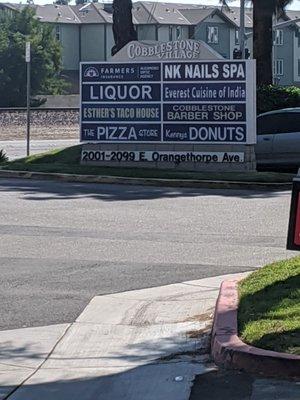 COBBLESTONE
VILLAGE
FARMERS
INSURANCE
NK NAILS SPA
LIQUOR
Everest Cuisine of India
ESTHER'S TACO HOUSE
COBBLESTONE
BARBER SHOP
THE PIZZA STORE
DONUTS
2001-2099 E. Orangethorpe Ave.